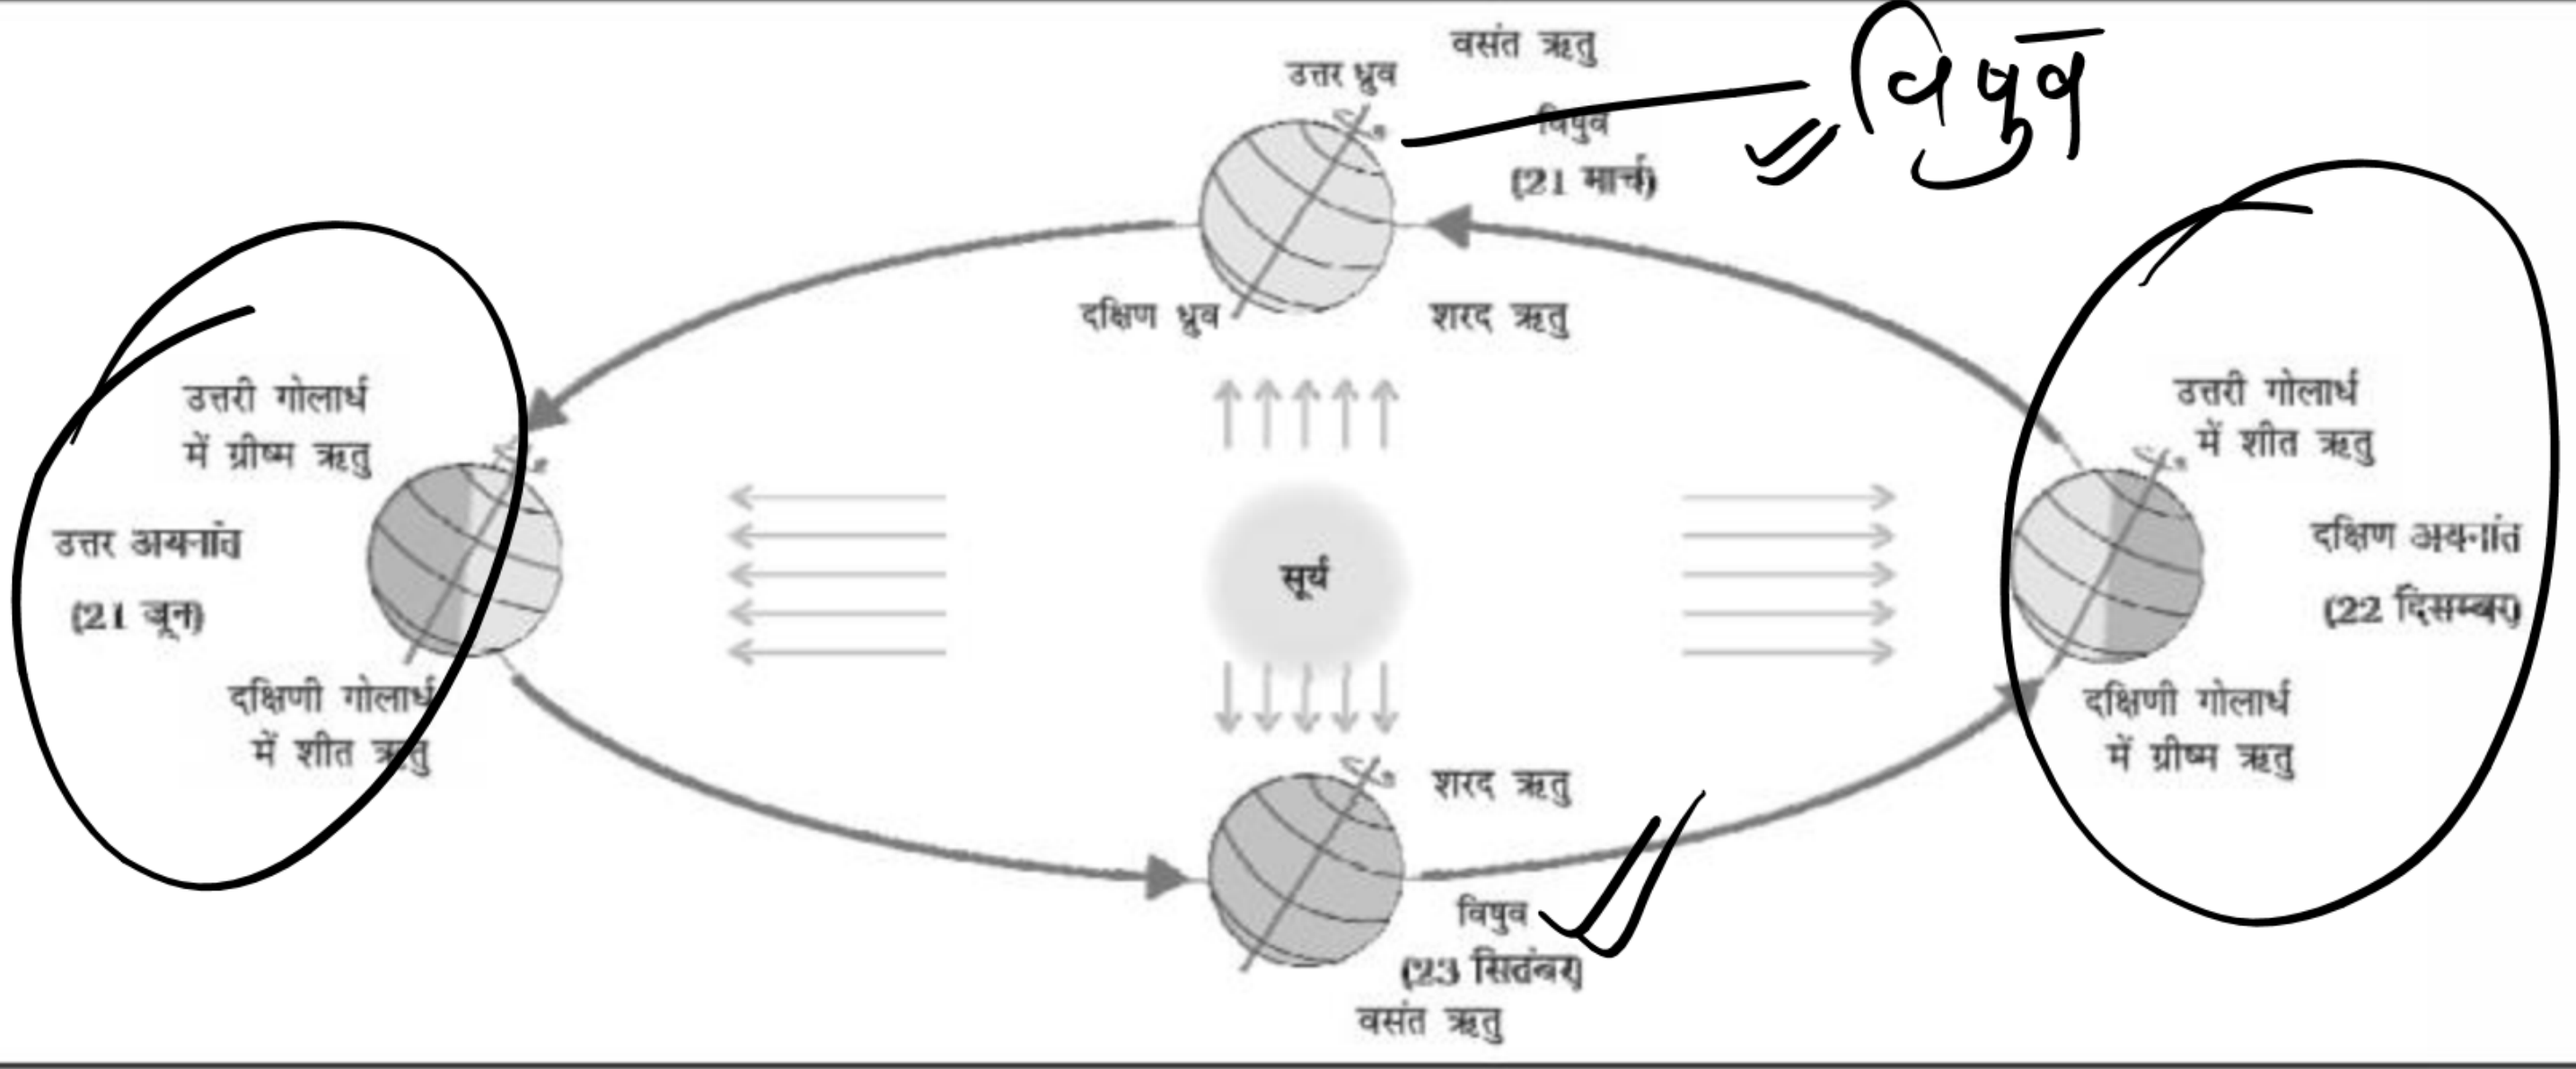 वसंत ऋतु
उत्तर ध्रुव
विषुव
विषुव
(21 मार्च)
दक्षिण ध्रुव
शरद ऋतु
उत्तरी गोलार्ध
में ग्रीष्म ऋतु
उत्तर अयनांत
(21 जून)
दक्षिणी गोलार्ध
में शीत ऋतु
सूर्य
उत्तरी गोलार्ध
में शीत ऋतु
दक्षिण अयनांत
(22 दिसम्बर)
दक्षिणी गोलार्ध
में ग्रीष्म ऋतु
शरद ऋतु
विषुव
(23 सितंबर)
वसंत ऋतु